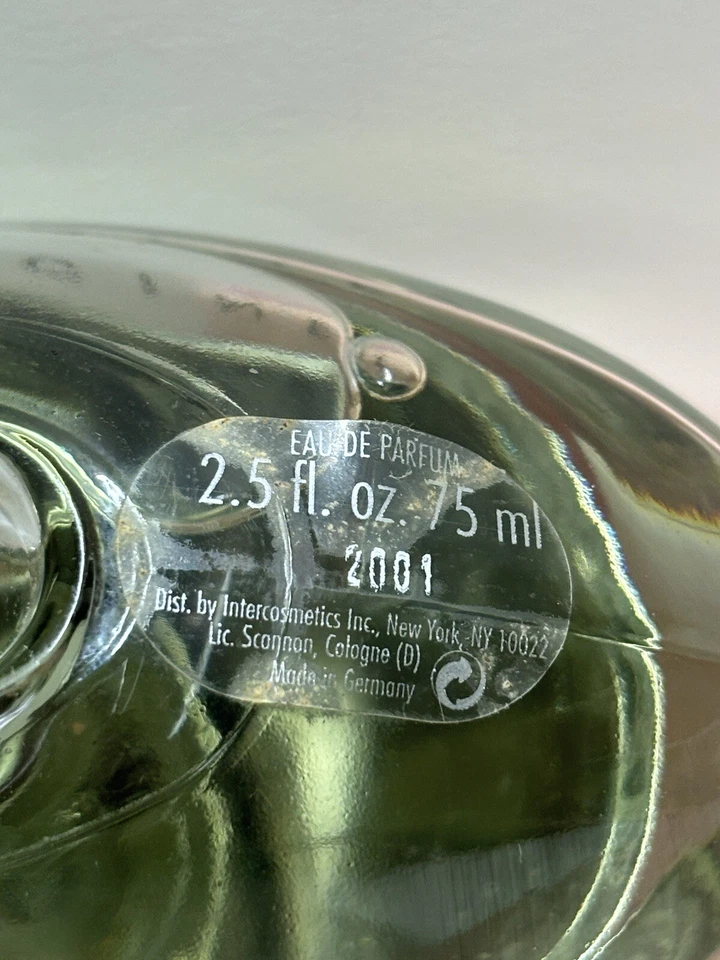 EAU DE PARFUM
2.5 fl. oz. 75 ml
2001
Dist. by Intercosmetics Inc., New York, NY 10022
Lic. Scannon, Cologne (D)
Made in Germany